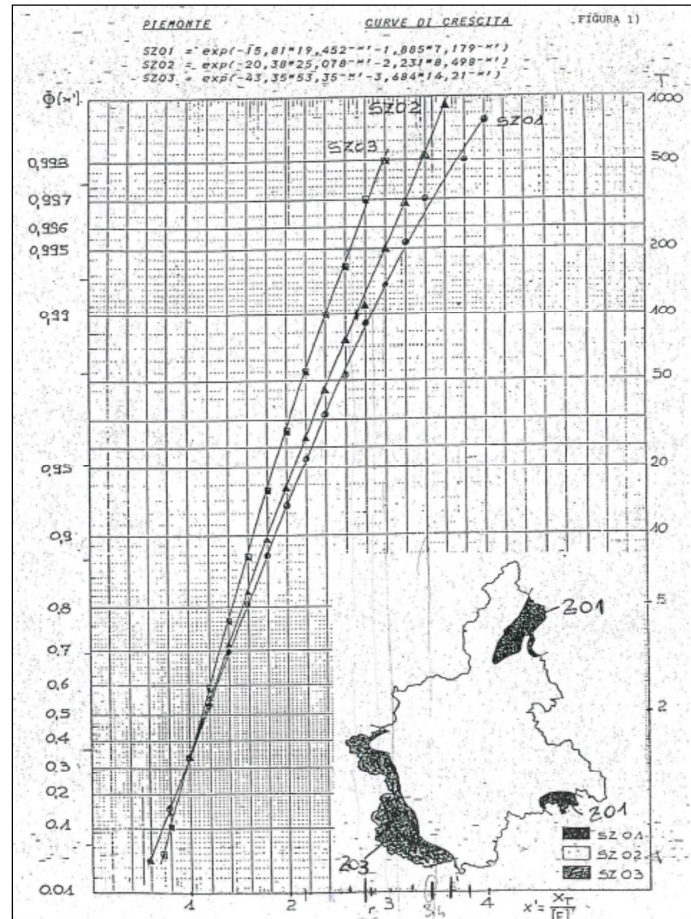 PIEMONTE CURVE DI CRESCITA FIGURA 1)
SZ01 = exp(-15,81*19,452-ˣ'-1,885*7,179-ˣ')
SZ02 = exp(-20,38*25,078-ˣ'-2,231*8,498-ˣ')
SZ03 = exp(-43,35*53,35-ˣ'-3,684*14,21-ˣ')
Φ(x') T
SZ02
SZ01
SZ03
1000
0,998 500
0,997
0,996
0,995 200
0,99 100
50
0,95 20
0,9 10
0,8 5
0,7
0,6
0,5 2
0,4
0,3
0,2
0,1
0.01
Z01
Z01
Z03
SZ 01
SZ 02
SZ 03
1 2 3 4
x' = XT